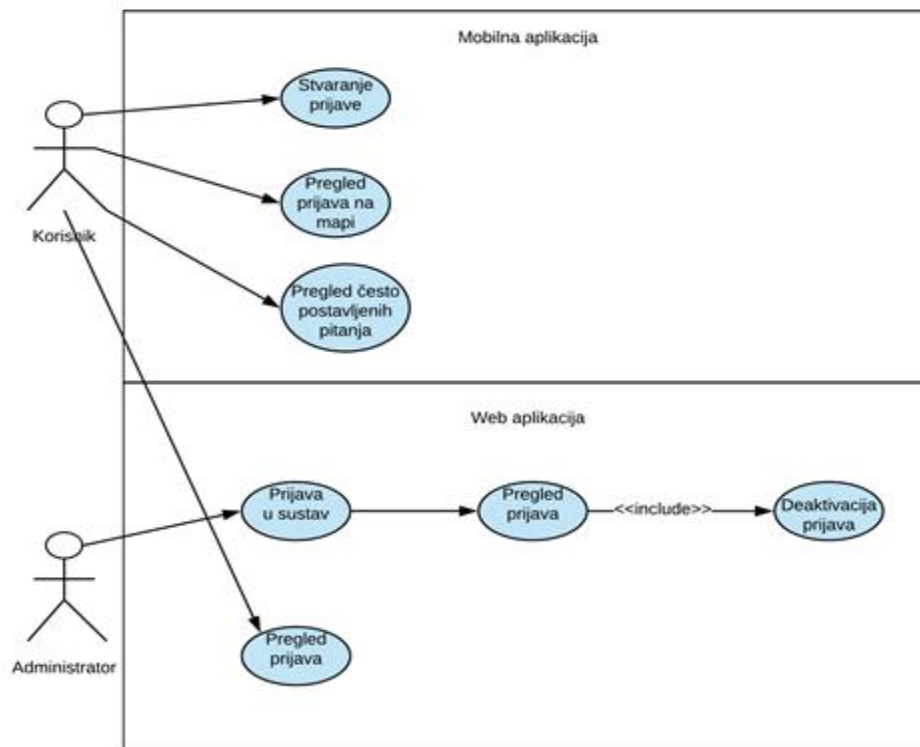 Mobilna aplikacija
Stvaranje
prijave
Pregled
prijava na
mapi
Korisnik
Pregled često
postavljenih
pitanja
Web aplikacija
Prijava
u sustav
Pregled
prijava
<<include>>
Deaktivacija
prijava
Pregled
prijava
Administrator